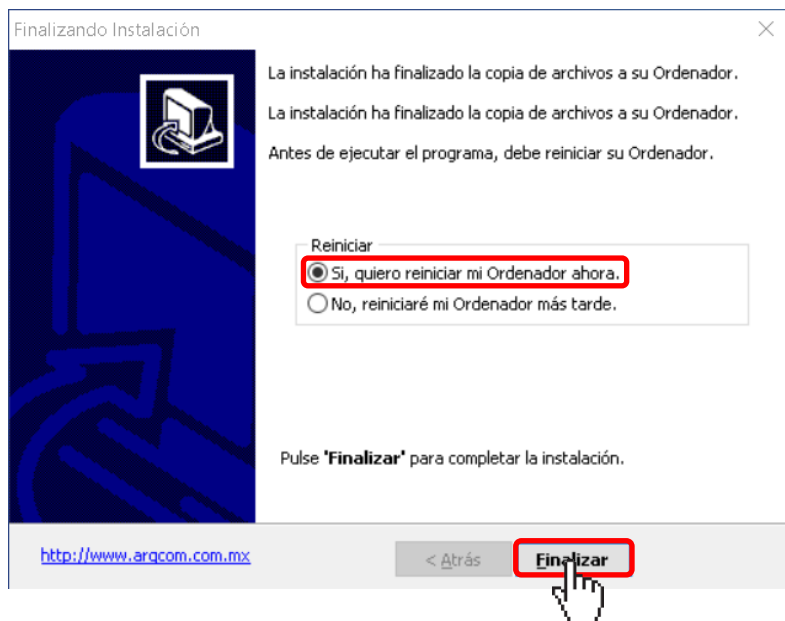 Finalizando Instalación
La instalación ha finalizado la copia de archivos a su Ordenador.
La instalación ha finalizado la copia de archivos a su Ordenador.
Antes de ejecutar el programa, debe reiniciar su Ordenador.
Reiniciar
Si, quiero reiniciar mi Ordenador ahora.
No, reiniciaré mi Ordenador más tarde.
Pulse 'Finalizar' para completar la instalación.
http://www.arqcom.com.mx
< Atrás
Finalizar